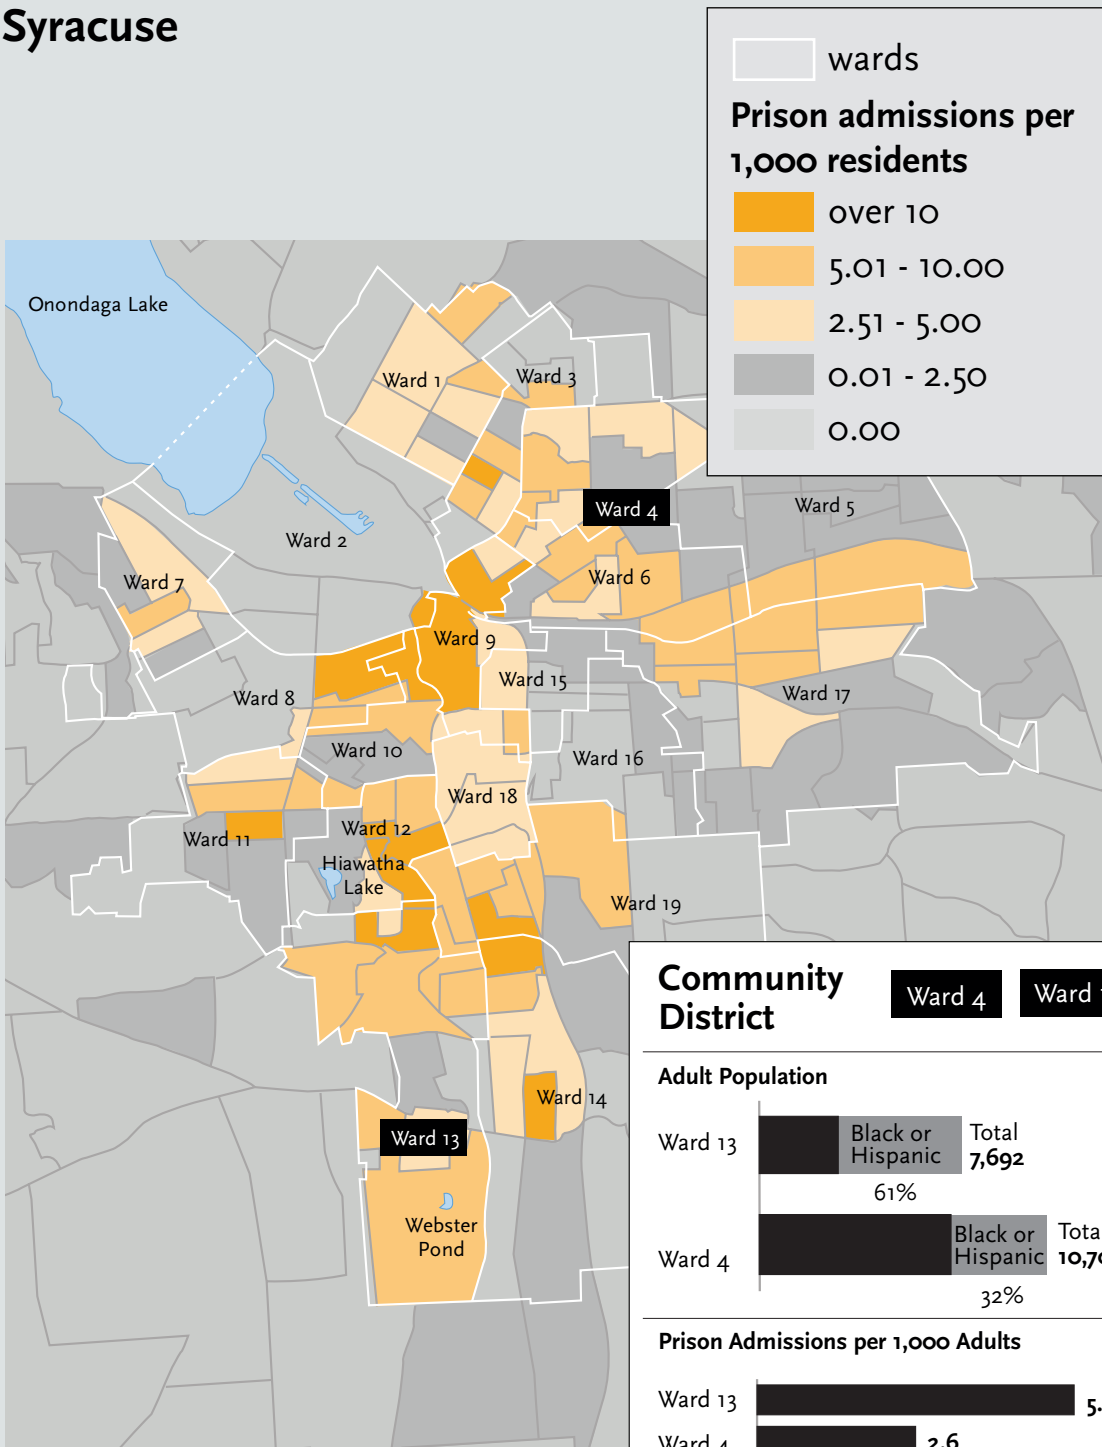 Syracuse
wards
Prison admissions per
1,000 residents
over 10
5.01 - 10.00
2.51 - 5.00
0.01 - 2.50
0.00
Onondaga Lake
Ward 1
Ward 3
Ward 4
Ward 5
Ward 2
Ward 7
Ward 6
Ward 9
Ward 15
Ward 8
Ward 17
Ward 10
Ward 16
Ward 18
Ward 11
Ward 12
Hiawatha
Lake
Ward 19
Ward 14
Ward 13
Webster
Pond
Community
District
Ward 4
Ward
Adult Population
Ward 13
Black or
Hispanic
Total
7,692
61%
Ward 4
Black or
Hispanic
32%
Prison Admissions per 1,000 Adults
Ward 13
5.
Ward 4
2.6